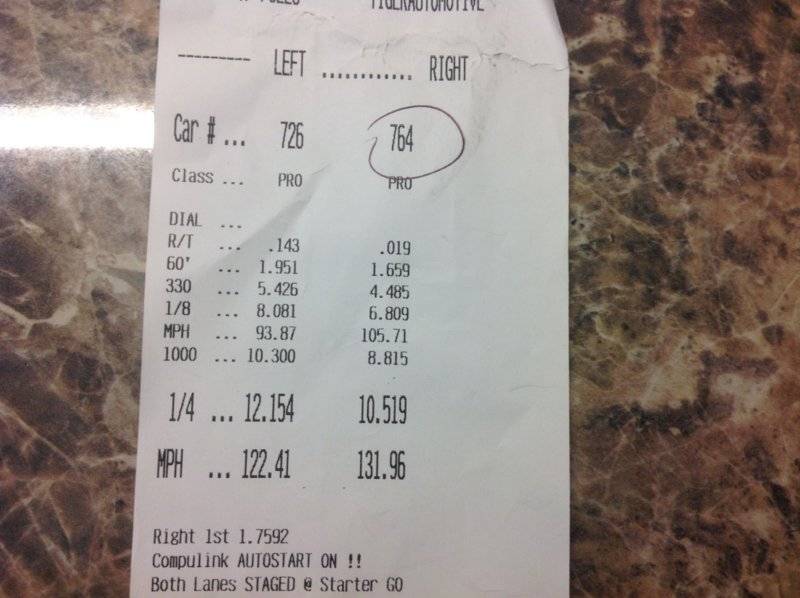 TIGERAUTOMOTIVE
--------- LEFT ............ RIGHT
Car # ... 726 764
Class ... PRO PRO
DIAL ...
R/T ... .143 .019
60' ... 1.951 1.659
330 ... 5.426 4.485
1/8 ... 8.081 6.809
MPH ... 93.87 105.71
1000 ... 10.300 8.815
1/4 ... 12.154 10.519
MPH ... 122.41 131.96
Right 1st 1.7592
Compulink AUTOSTART ON !!
Both Lanes STAGED @ Starter GO